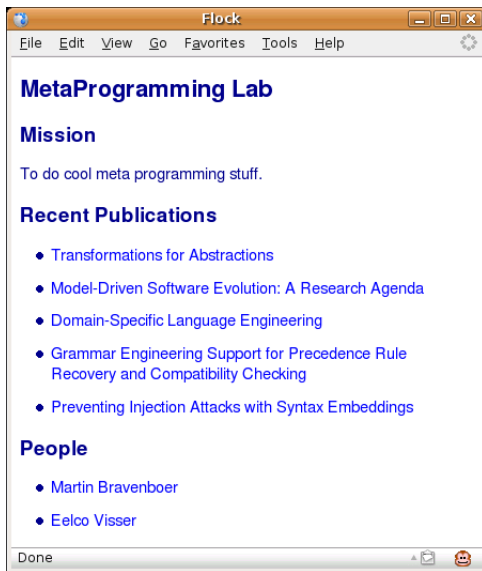 Flock
File Edit View Go Favorites Tools Help
MetaProgramming Lab
Mission
To do cool meta programming stuff.
Recent Publications
Transformations for Abstractions
Model-Driven Software Evolution: A Research Agenda
Domain-Specific Language Engineering
Grammar Engineering Support for Precedence Rule
Recovery and Compatibility Checking
Preventing Injection Attacks with Syntax Embeddings
People
Martin Bravenboer
Eelco Visser
Done